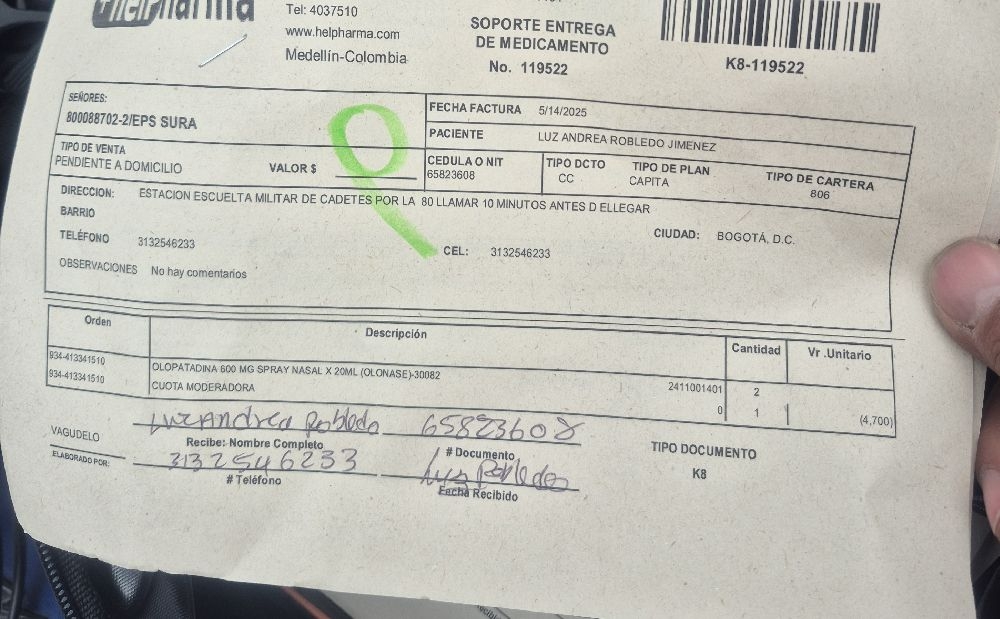 helpharma
Tel: 4037510
www.helpharma.com
Medellín-Colombia
SOPORTE ENTREGA
DE MEDICAMENTO
No. 119522
K8-119522
SEÑORES:
800088702-2/EPS SURA
FECHA FACTURA 5/14/2025
PACIENTE LUZ ANDREA ROBLEDO JIMENEZ
TIPO DE VENTA
PENDIENTE A DOMICILIO VALOR $
CEDULA O NIT
65823608
TIPO DCTO
CC
TIPO DE PLAN
CAPITA
TIPO DE CARTERA
806
DIRECCION: ESTACION ESCUELTA MILITAR DE CADETES POR LA 80 LLAMAR 10 MINUTOS ANTES D ELLEGAR
BARRIO
CIUDAD: BOGOTÁ, D.C.
TELÉFONO 3132546233 CEL: 3132546233
OBSERVACIONES No hay comentarios
Orden Descripción Cantidad Vr .Unitario
934-413341510 OLOPATADINA 600 MG SPRAY NASAL X 20ML (OLONASE)-30082 2411001401 2
934-413341510 CUOTA MODERADORA 0 1 (4,700)
Luz Andrea Robledo 65823608
VAGUDELO Recibe: Nombre Completo # Documento
TIPO DOCUMENTO
K8
ELABORADO POR: 3132546233 Luz Robledo
# Teléfono Fecha Recibido